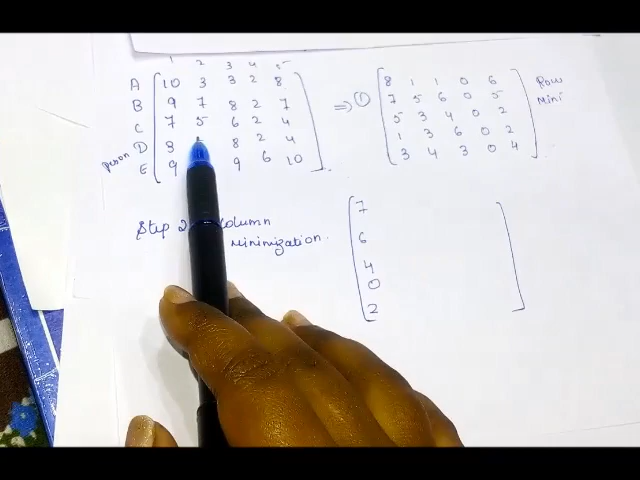 1 2 3 4 5
A 10 3 3 2 8
B 9 7 8 2 7
C 7 5 6 2 4
person D 3 8 2 4
E 9 9 6 10
⇒ ① 8 1 1 0 6 Row
7 5 6 0 5 Mini
5 3 4 0 2
1 3 6 0 2
3 4 3 0 4
Step 2 column
minimization.
7
6
4
0
2